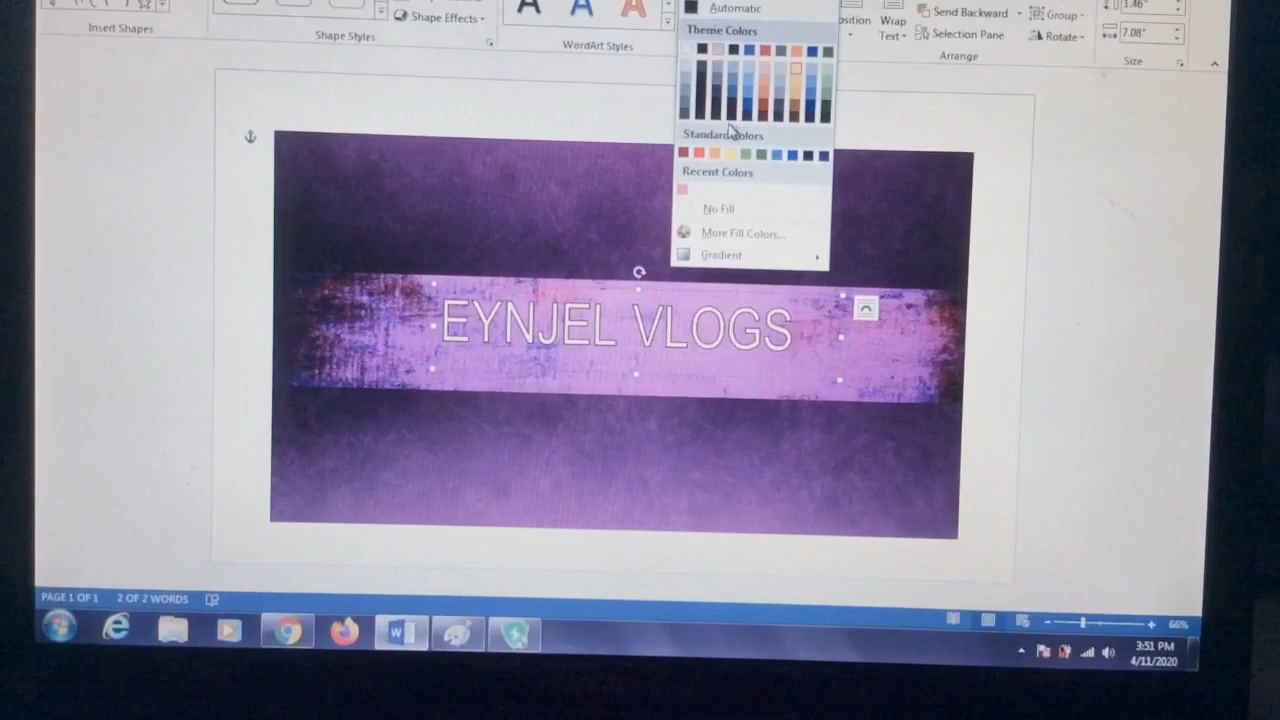 Automatic
Theme Colors
Standard Colors
Recent Colors
No Fill
More Fill Colors...
Gradient
Insert Shapes
Shape Effects
Shape Styles
A A A
WordArt Styles
Wrap
Text
Send Backward
Selection Pane
Group
Rotate
Arrange
1.46"
7.08"
Size
EYNJEL VLOGS
PAGE 1 OF 1 2 OF 2 WORDS
66%
W
3:51 PM
4/11/2020